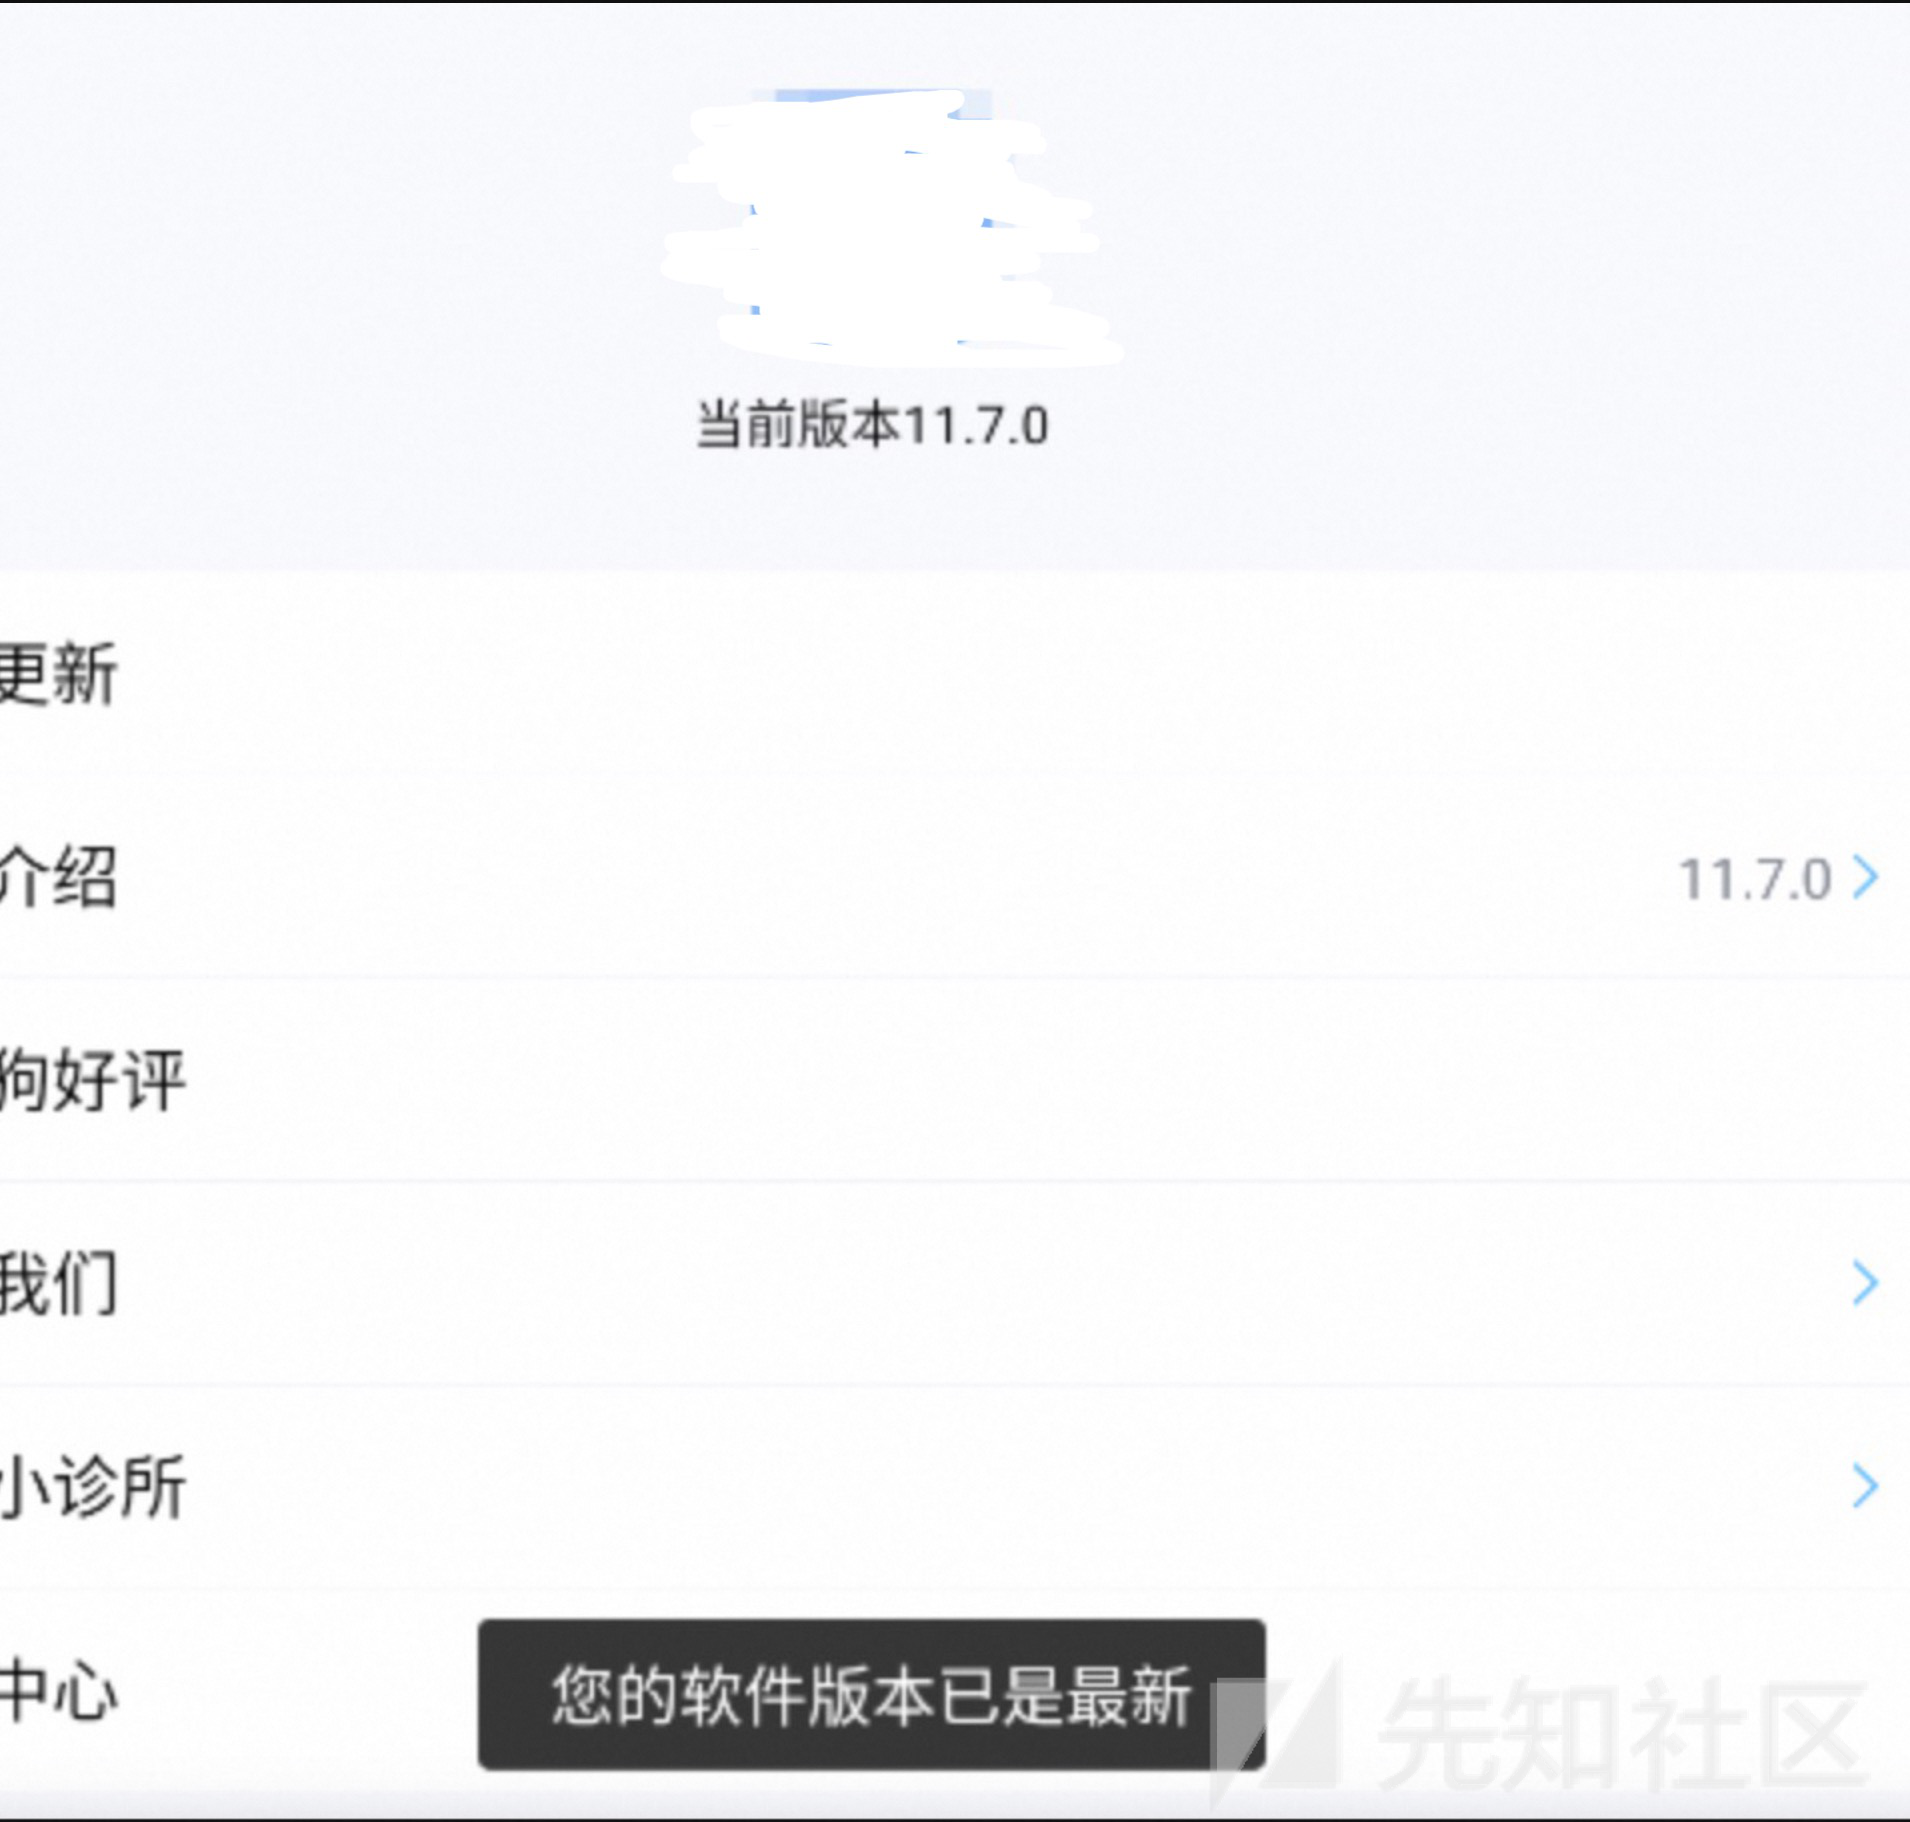 当前版本11.7.0
更新
介绍
11.7.0
狗好评
我们
小诊所
中心
您的软件版本已是最新
先知社区